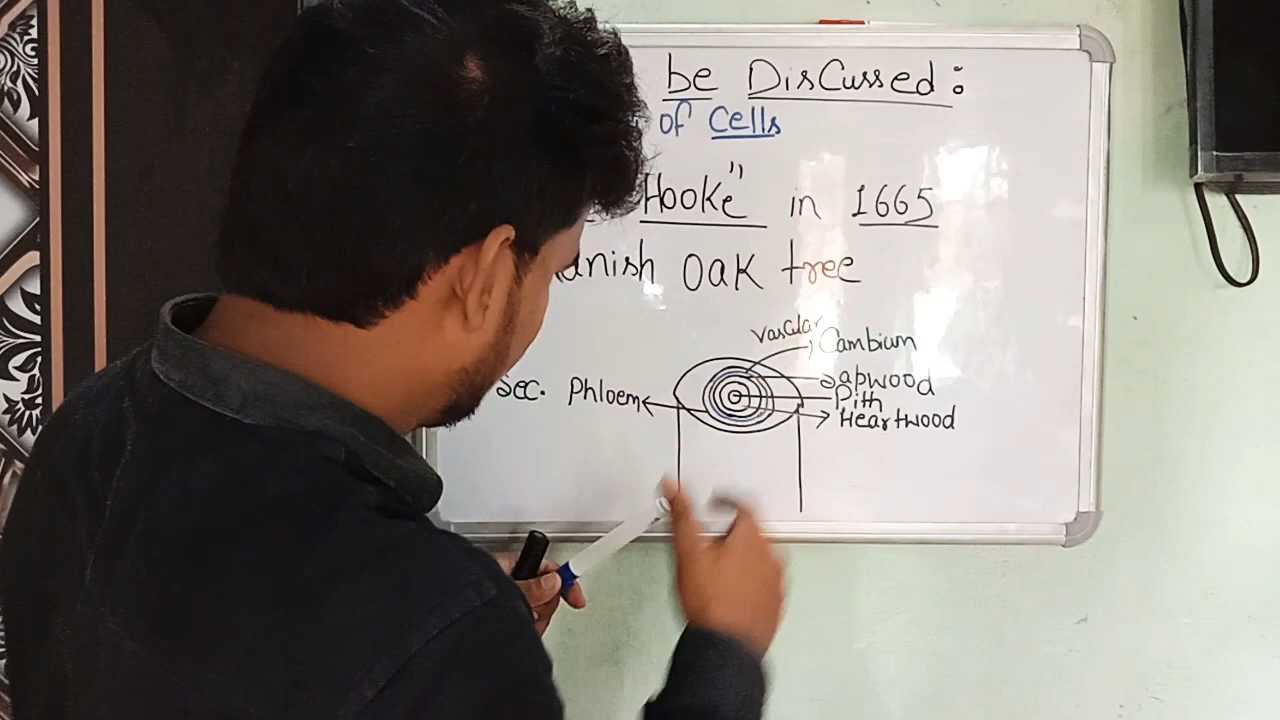 be Discussed:
of Cells
Hooke" in 1665
anish oak tree
Vascular
Cambium
Sapwood
Sec. Phloem
Pith
Heartwood